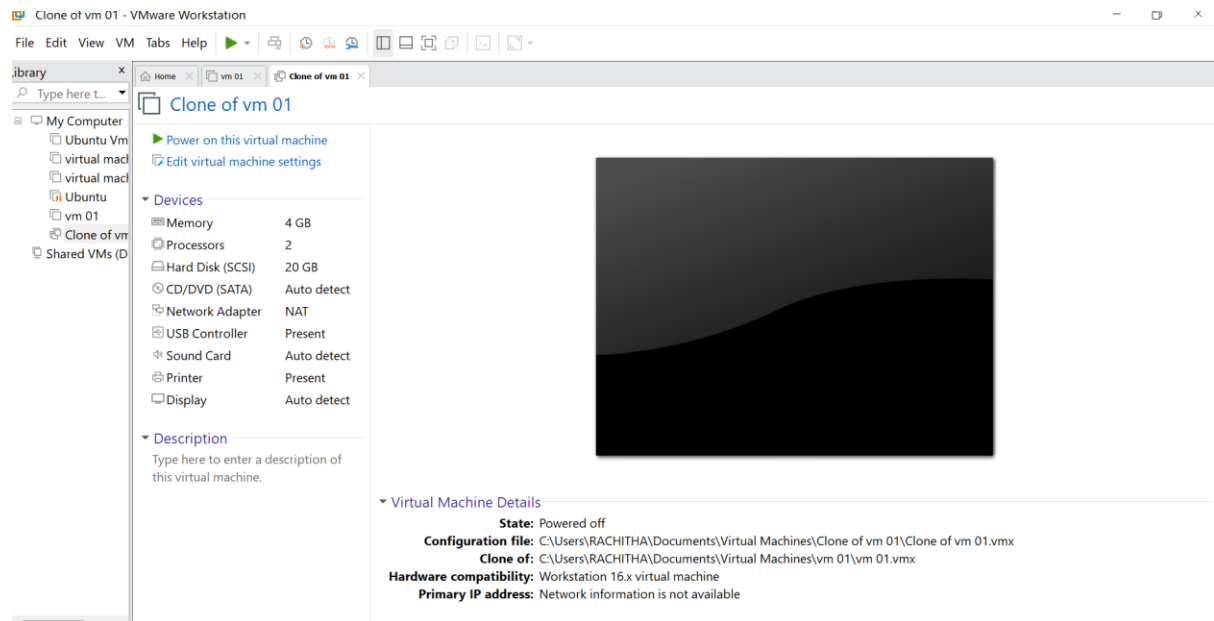 Clone of vm 01 - VMware Workstation
File Edit View VM Tabs Help
Library
Type here t...
My Computer
Ubuntu Vm
virtual macl
virtual macl
Ubuntu
vm 01
Clone of vm
Shared VMs (D
Home
vm 01
Clone of vm 01
Clone of vm 01
Power on this virtual machine
Edit virtual machine settings
Devices
Memory 4 GB
Processors 2
Hard Disk (SCSI) 20 GB
CD/DVD (SATA) Auto detect
Network Adapter NAT
USB Controller Present
Sound Card Auto detect
Printer Present
Display Auto detect
Description
Type here to enter a description of
this virtual machine.
Virtual Machine Details
State: Powered off
Configuration file: C:\Users\RACHITHA\Documents\Virtual Machines\Clone of vm 01\Clone of vm 01.vmx
Clone of: C:\Users\RACHITHA\Documents\Virtual Machines\vm 01\vm 01.vmx
Hardware compatibility: Workstation 16.x virtual machine
Primary IP address: Network information is not available